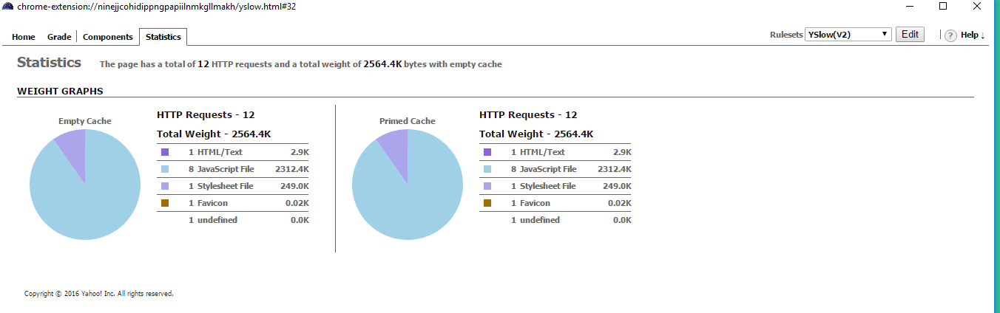 chrome-extension://ninejjcohidippngpapiilnmkgllmakh/yslow.html#32
Home Grade Components Statistics Rulesets YSlow(V2) Edit ? Help ↓
Statistics The page has a total of 12 HTTP requests and a total weight of 2564.4K bytes with empty cache
WEIGHT GRAPHS
Empty Cache
HTTP Requests - 12
Total Weight - 2564.4K
1 HTML/Text 2.9K
8 JavaScript File 2312.4K
1 Stylesheet File 249.0K
1 Favicon 0.02K
1 undefined 0.0K
Primed Cache
HTTP Requests - 12
Total Weight - 2564.4K
1 HTML/Text 2.9K
8 JavaScript File 2312.4K
1 Stylesheet File 249.0K
1 Favicon 0.02K
1 undefined 0.0K
Copyright © 2016 Yahoo! Inc. All rights reserved.